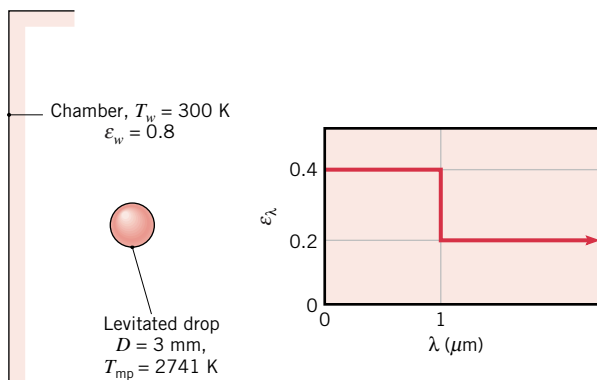 Chamber, T_w = 300 K
ε_w = 0.8
Levitated drop
D = 3 mm,
T_mp = 2741 K
0.4
0.2
0
ε_λ
0
1
λ (μm)